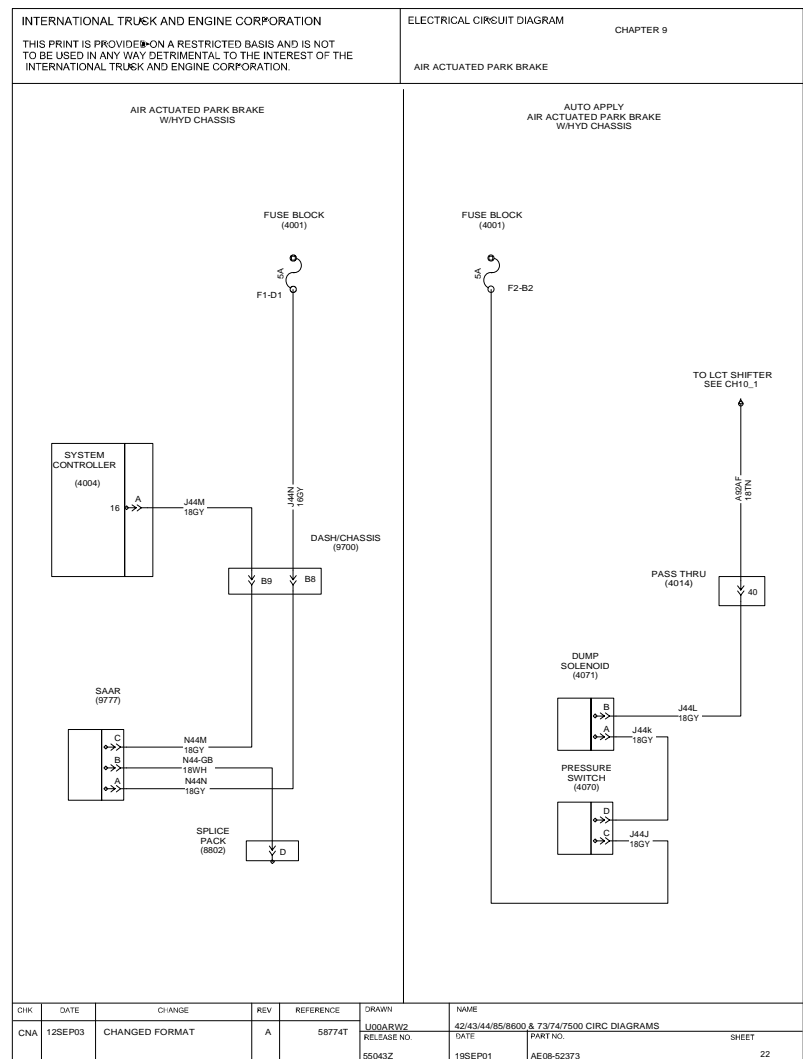 INTERNATIONAL TRUCK AND ENGINE CORPORATION
THIS PRINT IS PROVIDED ON A RESTRICTED BASIS AND IS NOT
TO BE USED IN ANY WAY DETRIMENTAL TO THE INTEREST OF THE
INTERNATIONAL TRUCK AND ENGINE CORPORATION.
ELECTRICAL CIRCUIT DIAGRAM
CHAPTER 9
AIR ACTUATED PARK BRAKE
AIR ACTUATED PARK BRAKE
W/HYD CHASSIS
FUSE BLOCK
(4001)
5A
F1-D1
SYSTEM
CONTROLLER
(4004)
16
A
J44M
18GY
J44N
16GY
DASH/CHASSIS
(9700)
B9
B8
SAAR
(9777)
C
N44M
18GY
B
N44-GB
18WH
A
N44N
18GY
SPLICE
PACK
(8802)
D
AUTO APPLY
AIR ACTUATED PARK BRAKE
W/HYD CHASSIS
FUSE BLOCK
(4001)
5A
F2-B2
TO LCT SHIFTER
SEE CH10_1
A92AF
18TN
PASS THRU
(4014)
40
DUMP
SOLENOID
(4071)
B
J44L
18GY
A
J44k
18GY
PRESSURE
SWITCH
(4070)
D
C
J44J
18GY
CHK DATE CHANGE REV REFERENCE
CNA 12SEP03 CHANGED FORMAT A 58774T
DRAWN
U00ARW2
NAME
42/43/44/85/8600 & 73/74/7500 CIRC DIAGRAMS
RELEASE NO. DATE PART NO. SHEET
55043Z 19SEP01 AE08-52373 22